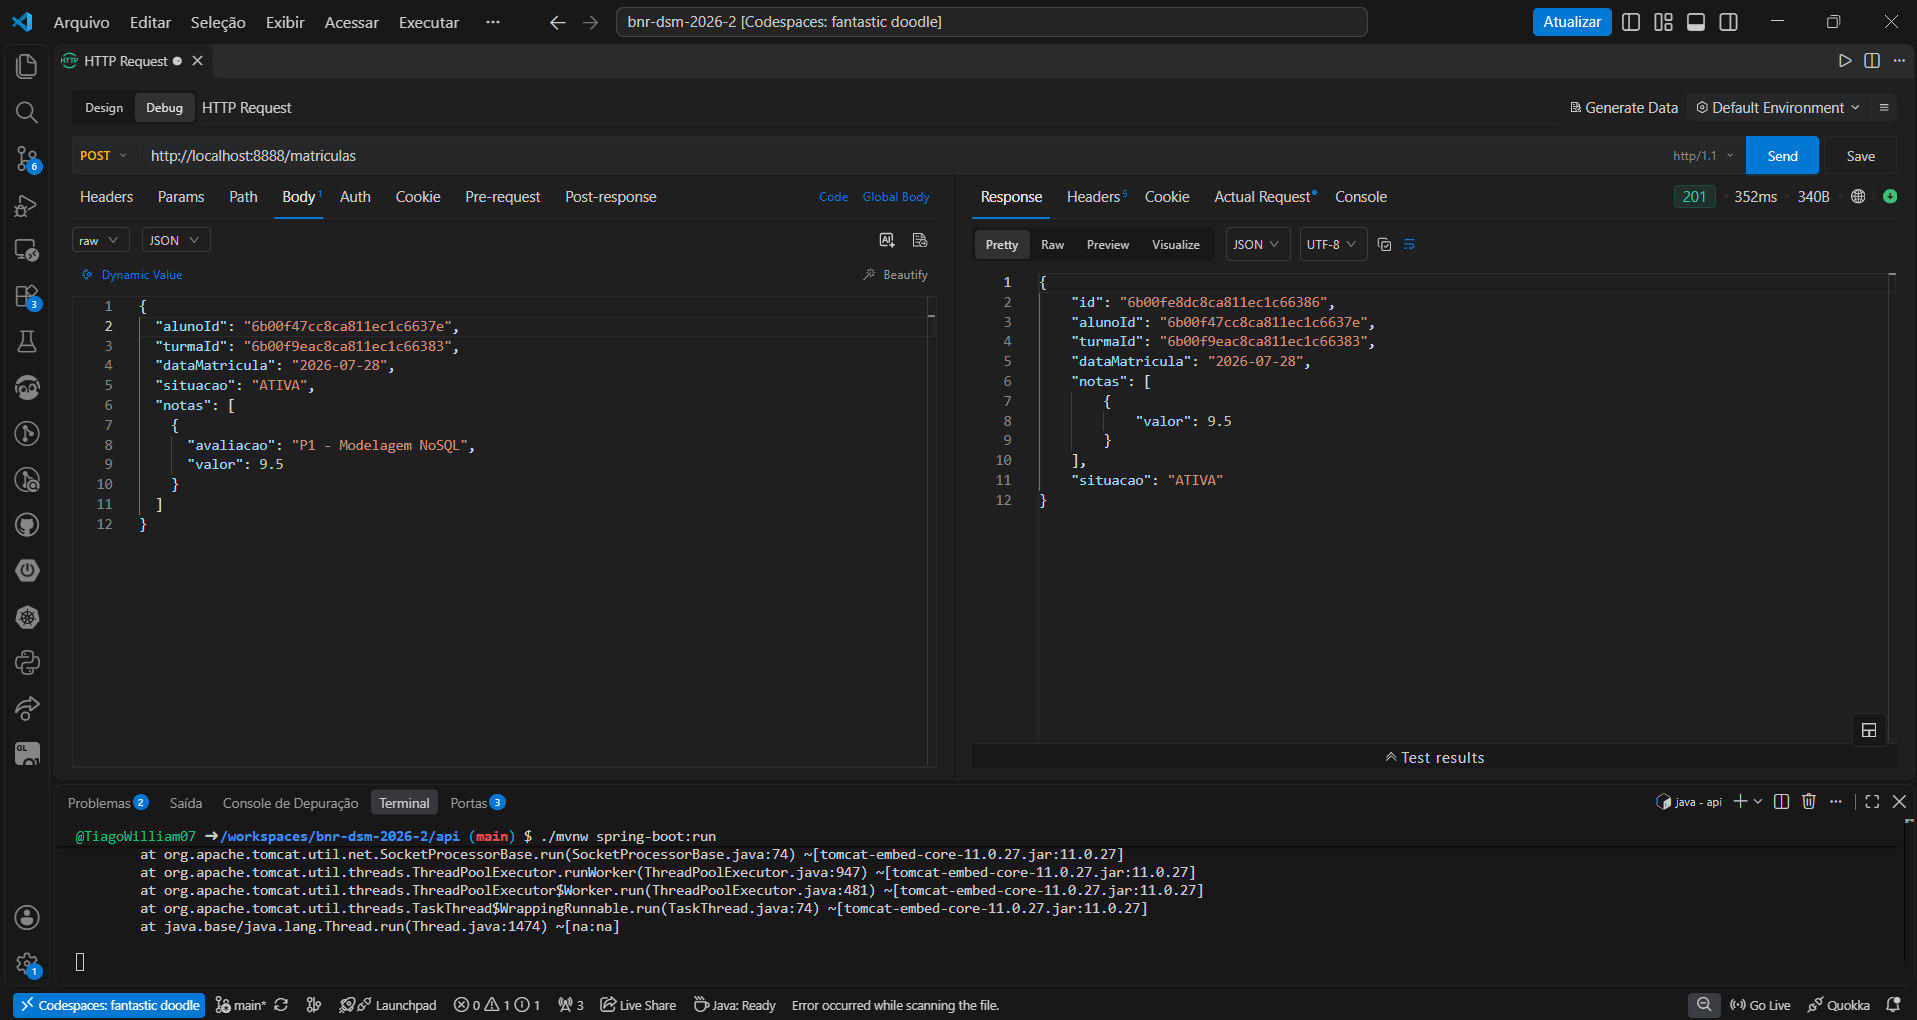 Arquivo Editar Seleção Exibir Acessar Executar ··· bnr-dsm-2026-2 [Codespaces: fantastic doodle] Atualizar
HTTP HTTP Request
Design Debug HTTP Request Generate Data Default Environment
POST http://localhost:8888/matriculas http/1.1 Send Save
Headers Params Path Body 1 Auth Cookie Pre-request Post-response Code Global Body
raw JSON
Dynamic Value Beautify
1 {
2 "alunoId": "6b00f47cc8ca811ec1c6637e",
3 "turmaId": "6b00f9eac8ca811ec1c66383",
4 "dataMatricula": "2026-07-28",
5 "situacao": "ATIVA",
6 "notas": [
7 {
8 "avaliacao": "P1 - Modelagem NoSQL",
9 "valor": 9.5
10 }
11 ]
12 }
Response Headers 5 Cookie Actual Request Console 201 352ms 340B
Pretty Raw Preview Visualize JSON UTF-8
1 {
2 "id": "6b00fe8dc8ca811ec1c66386",
3 "alunoId": "6b00f47cc8ca811ec1c6637e",
4 "turmaId": "6b00f9eac8ca811ec1c66383",
5 "dataMatricula": "2026-07-28",
6 "notas": [
7 {
8 "valor": 9.5
9 }
10 ],
11 "situacao": "ATIVA"
12 }
Test results
6
3
GL
1
Problemas 2 Saída Console de Depuração Terminal Portas 3 java - api
@TiagoWilliam07 ➜/workspaces/bnr-dsm-2026-2/api (main) $ ./mvnw spring-boot:run
at org.apache.tomcat.util.net.SocketProcessorBase.run(SocketProcessorBase.java:74) ~[tomcat-embed-core-11.0.27.jar:11.0.27]
at org.apache.tomcat.util.threads.ThreadPoolExecutor.runWorker(ThreadPoolExecutor.java:947) ~[tomcat-embed-core-11.0.27.jar:11.0.27]
at org.apache.tomcat.util.threads.ThreadPoolExecutor$Worker.run(ThreadPoolExecutor.java:481) ~[tomcat-embed-core-11.0.27.jar:11.0.27]
at org.apache.tomcat.util.threads.TaskThread$WrappingRunnable.run(TaskThread.java:74) ~[tomcat-embed-core-11.0.27.jar:11.0.27]
at java.base/java.lang.Thread.run(Thread.java:1474) ~[na:na]
Codespaces: fantastic doodle main* Launchpad 0 1 1 3 Live Share Java: Ready Error occurred while scanning the file. Go Live Quokka